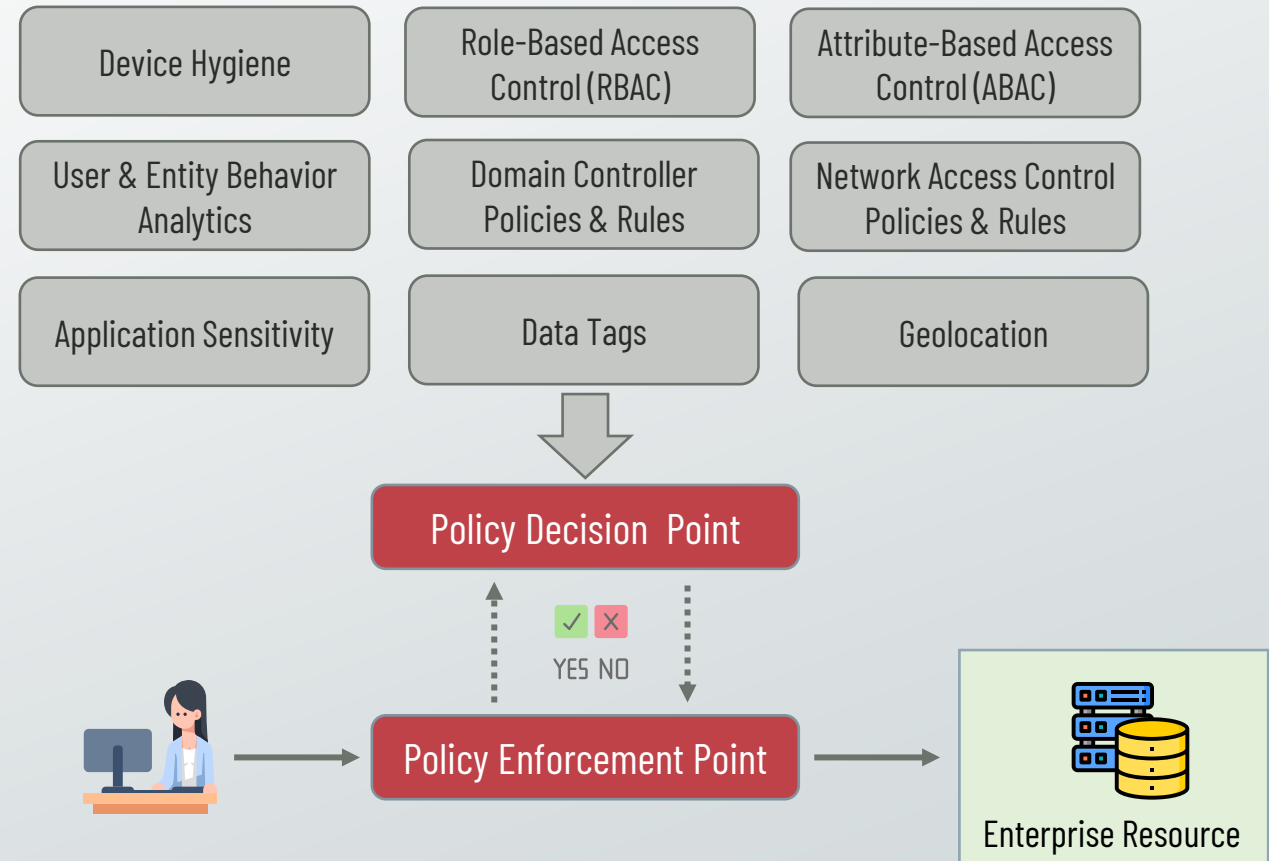 Device Hygiene
Role-Based Access
Control (RBAC)
Attribute-Based Access
Control (ABAC)
User & Entity Behavior
Analytics
Domain Controller
Policies & Rules
Network Access Control
Policies & Rules
Application Sensitivity
Data Tags
Geolocation
Policy Decision Point
YES NO
Policy Enforcement Point
Enterprise Resource